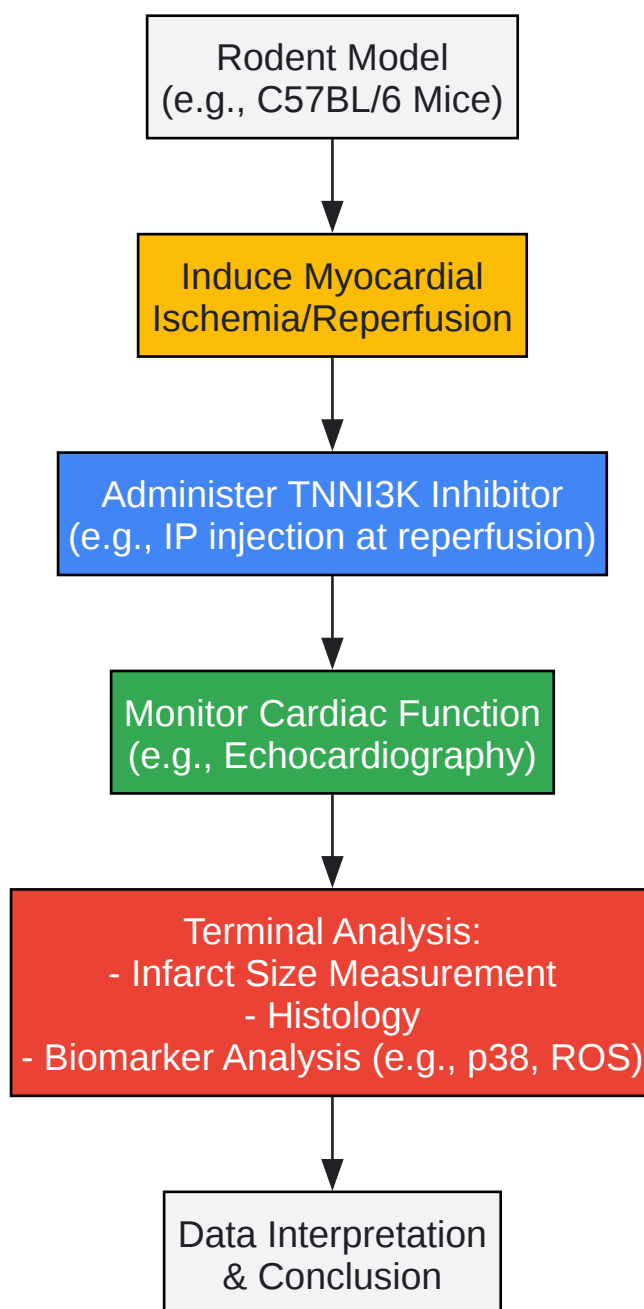 Rodent Model
(e.g., C57BL/6 Mice)
Induce Myocardial
Ischemia/Reperfusion
Administer TNNI3K Inhibitor
(e.g., IP injection at reperfusion)
Monitor Cardiac Function
(e.g., Echocardiography)
Terminal Analysis:
- Infarct Size Measurement
- Histology
- Biomarker Analysis (e.g., p38, ROS)
Data Interpretation
& Conclusion